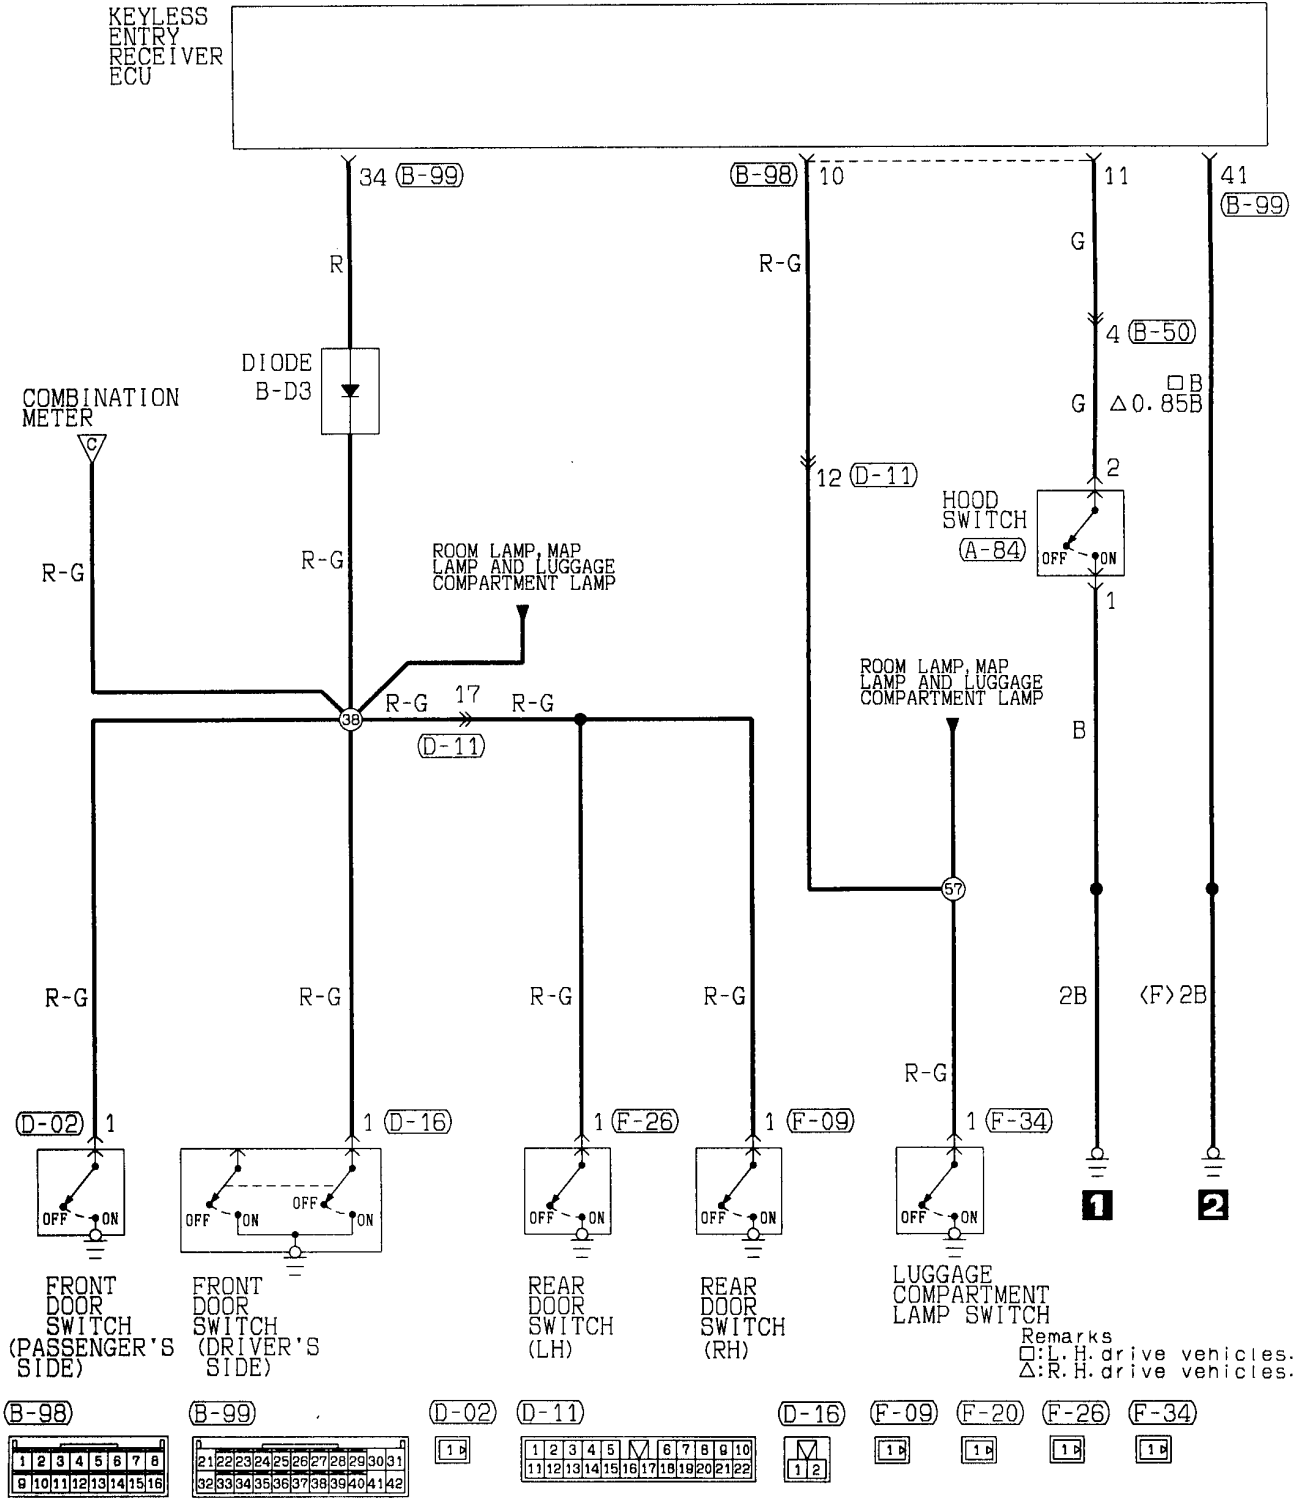 KEYLESS
ENTRY
RECEIVER
ECU
34 (B-99)
(B-98) 10
11
41
(B-99)
R
R-G
G
4 (B-50)
DIODE
B-D3
□B
△0.85B
G
COMBINATION
METER
C
12 (D-11)
2
HOOD
SWITCH
(A-84)
OFF ON
1
R-G
R-G
ROOM LAMP, MAP
LAMP AND LUGGAGE
COMPARTMENT LAMP
ROOM LAMP, MAP
LAMP AND LUGGAGE
COMPARTMENT LAMP
38
R-G
17
R-G
(D-11)
B
57
R-G
R-G
R-G
R-G
2B
<F>2B
R-G
(D-02) 1
1 (D-16)
1 (F-26)
1 (F-09)
1 (F-34)
OFF ON
OFF ON
OFF
OFF ON
OFF ON
OFF ON
1
2
FRONT
DOOR
SWITCH
(PASSENGER'S
SIDE)
FRONT
DOOR
SWITCH
(DRIVER'S
SIDE)
REAR
DOOR
SWITCH
(LH)
REAR
DOOR
SWITCH
(RH)
LUGGAGE
COMPARTMENT
LAMP SWITCH
Remarks
□:L.H.drive vehicles.
△:R.H.drive vehicles.
(B-98)
1 2 3 4 5 6 7 8
9 10 11 12 13 14 15 16
(B-99)
21 22 23 24 25 26 27 28 29 30 31
32 33 34 35 36 37 38 39 40 41 42
(D-02)
1
(D-11)
1 2 3 4 5 6 7 8 9 10
11 12 13 14 15 16 17 18 19 20 21 22
(D-16)
1 2
(F-09)
1
(F-20)
1
(F-26)
1
(F-34)
1